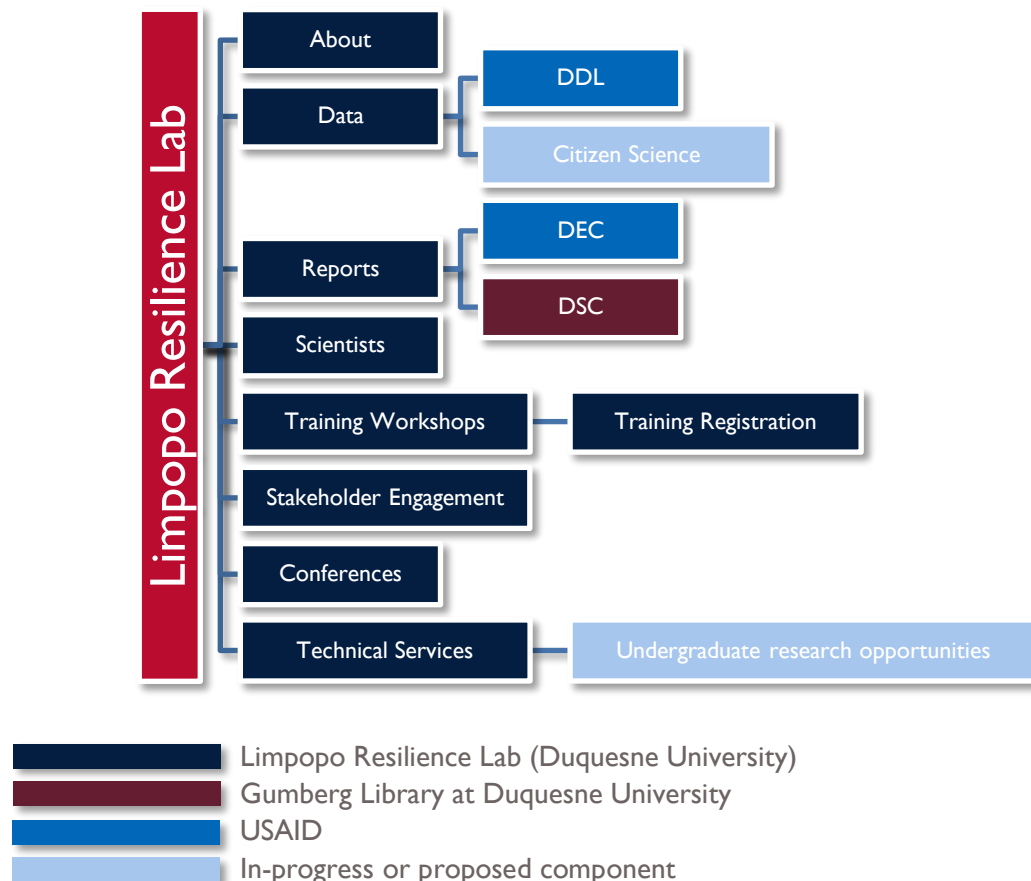 Limpopo Resilience Lab
About
Data
DDL
Citizen Science
Reports
DEC
DSC
Scientists
Training Workshops
Training Registration
Stakeholder Engagement
Conferences
Technical Services
Undergraduate research opportunities
Limpopo Resilience Lab (Duquesne University)
Gumberg Library at Duquesne University
USAID
In-progress or proposed component